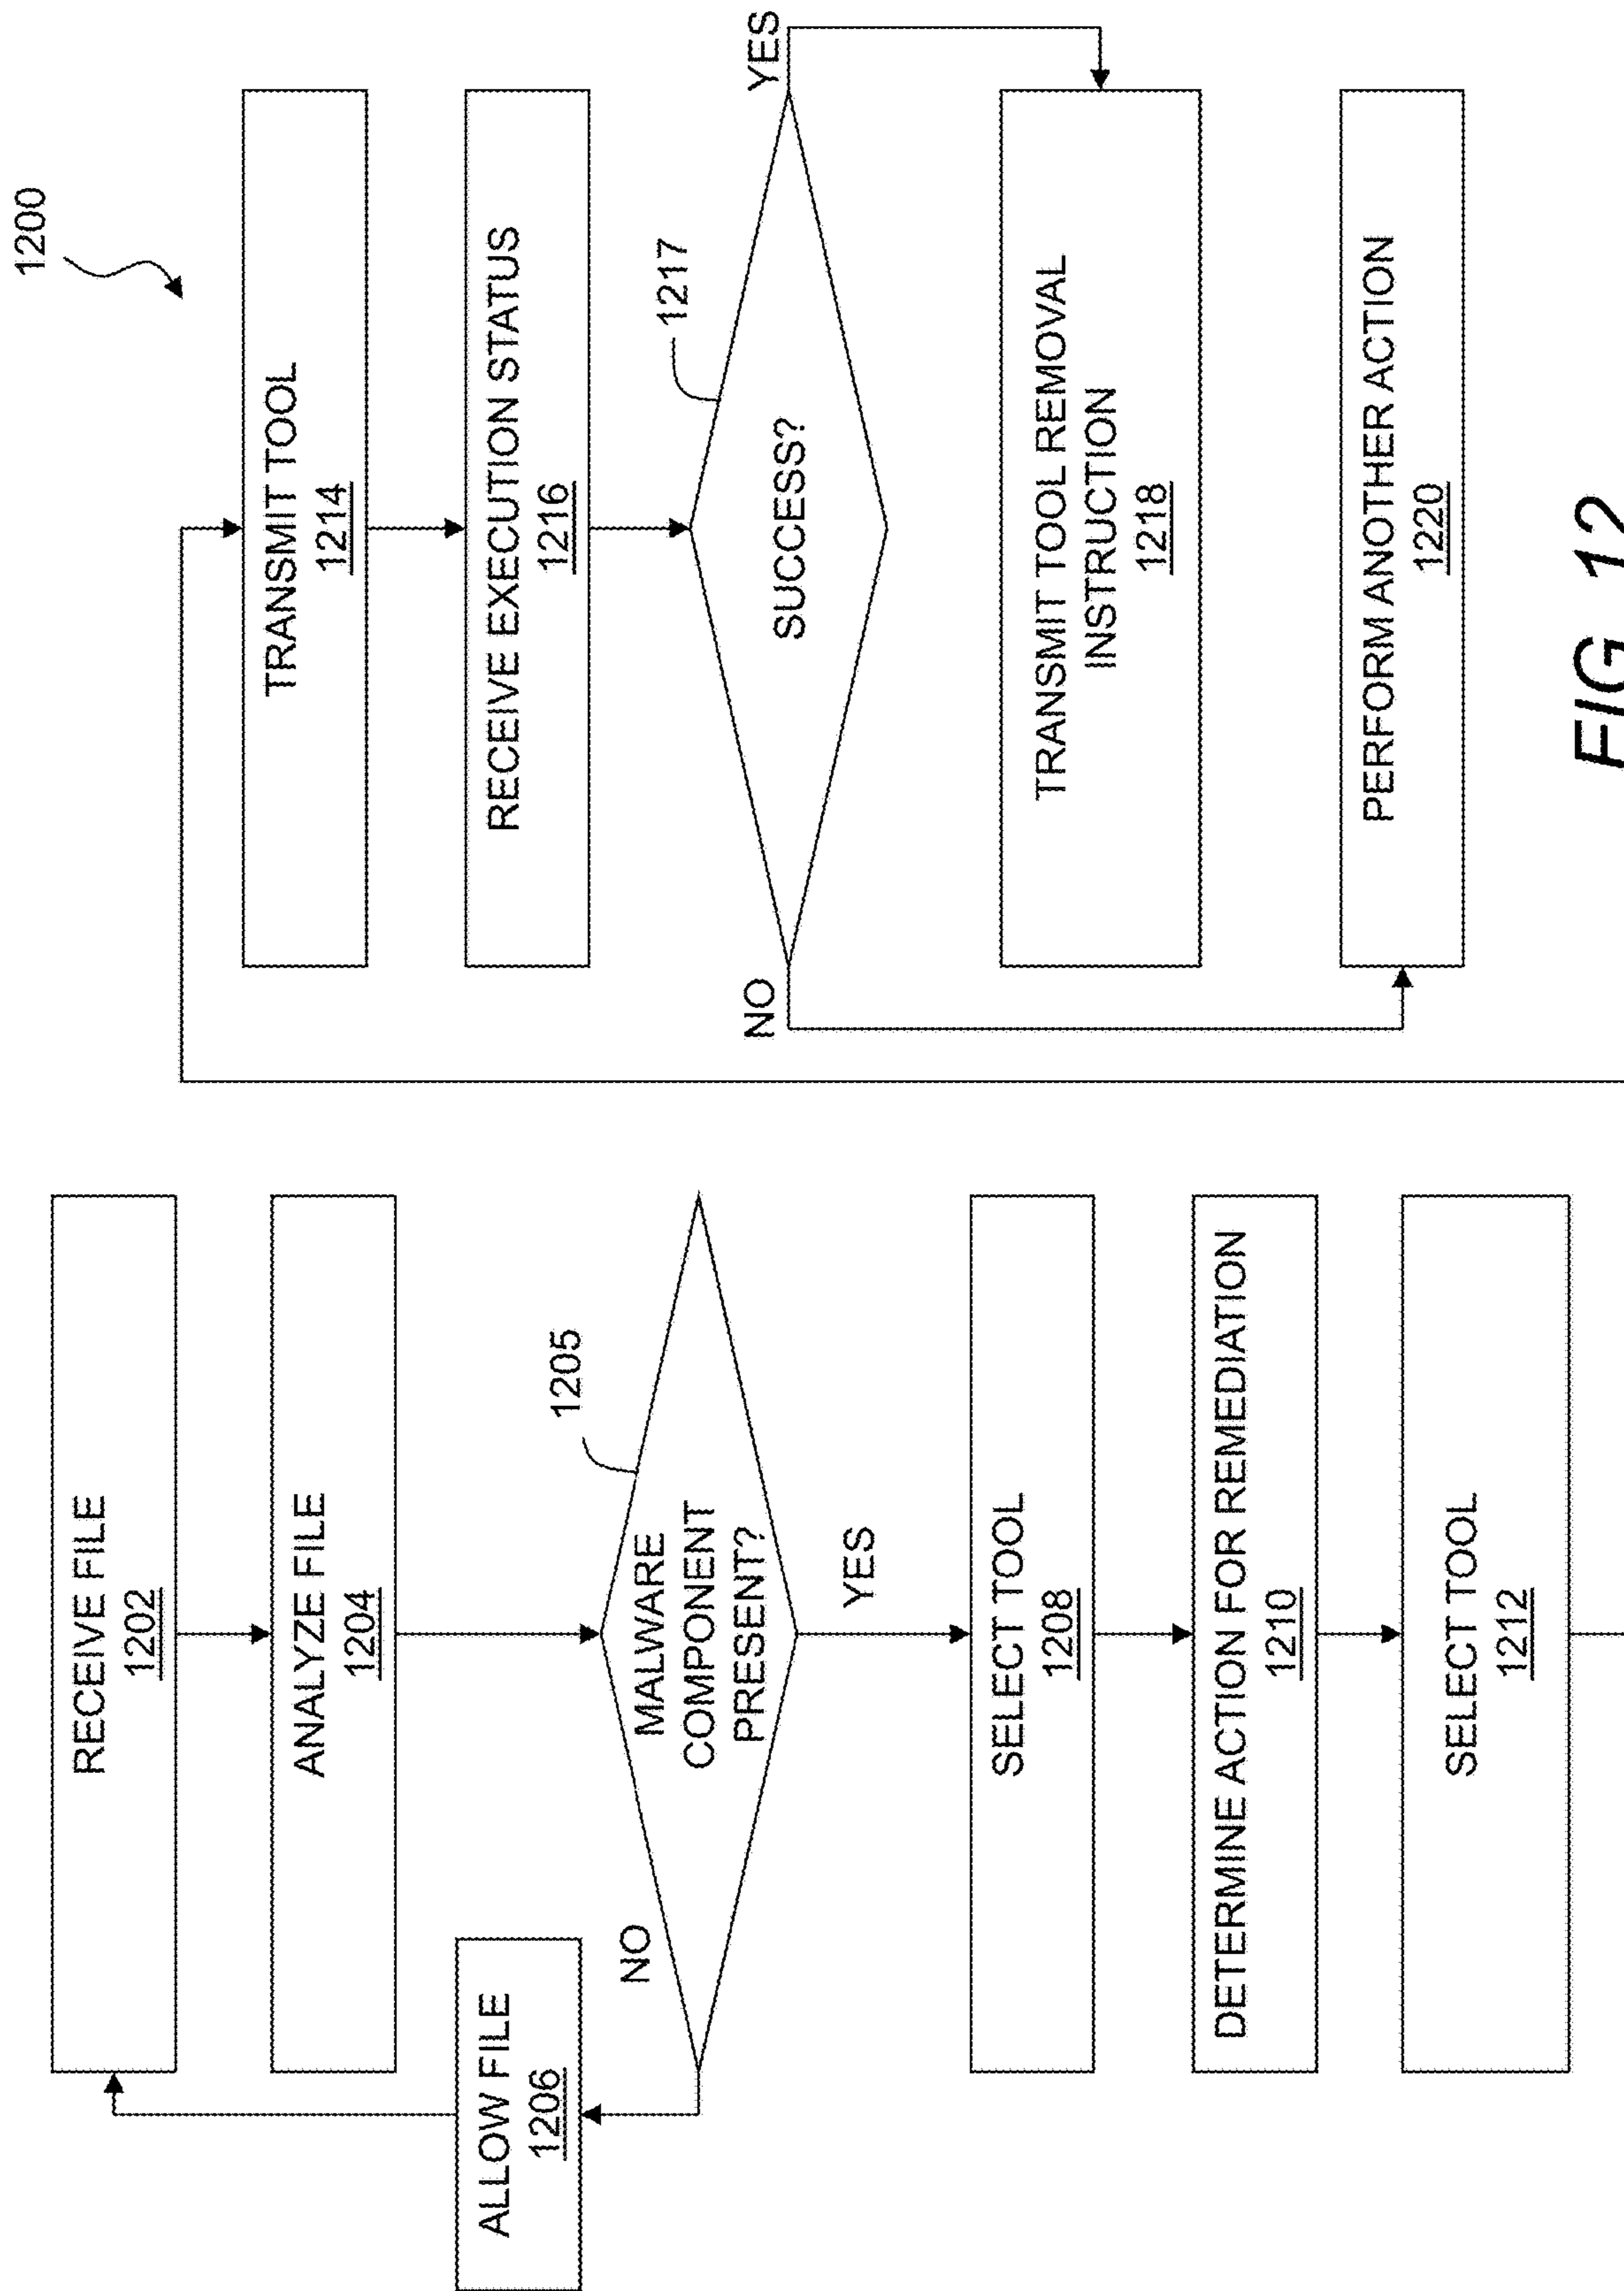 1200
RECEIVE FILE
1202
ANALYZE FILE
1204
ALLOW FILE
1206
NO
MALWARE
COMPONENT
PRESENT?
1205
YES
SELECT TOOL
1208
DETERMINE ACTION FOR REMEDIATION
1210
SELECT TOOL
1212
TRANSMIT TOOL
1214
RECEIVE EXECUTION STATUS
1216
1217
SUCCESS?
NO
YES
TRANSMIT TOOL REMOVAL
INSTRUCTION
1218
PERFORM ANOTHER ACTION
1220
FIG. 12